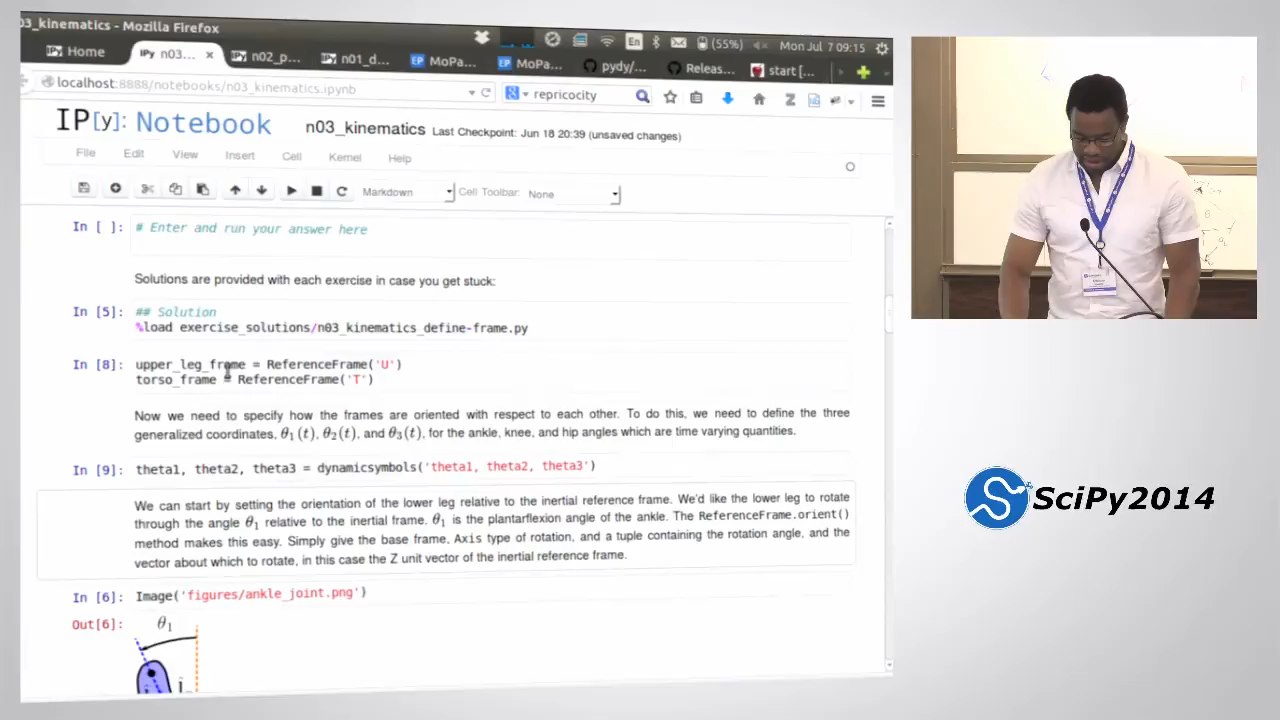 03_kinematics - Mozilla Firefox
En (55%) Mon Jul 7 09:15
IPy Home IPy n03... × IPy n02_p... IPy n01_d... EP MoPa... EP MoPa... pydy/... Releas... start [...
localhost:8888/notebooks/n03_kinematics.ipynb
repricocity
IP[y]: Notebook n03_kinematics Last Checkpoint: Jun 18 20:39 (unsaved changes)
File Edit View Insert Cell Kernel Help
Markdown Cell Toolbar: None
In [ ]: # Enter and run your answer here
Solutions are provided with each exercise in case you get stuck:
In [5]: ## Solution
%load exercise_solutions/n03_kinematics_define-frame.py
In [8]: upper_leg_frame = ReferenceFrame('U')
torso_frame = ReferenceFrame('T')
Now we need to specify how the frames are oriented with respect to each other. To do this, we need to define the three
generalized coordinates, θ1(t), θ2(t), and θ3(t), for the ankle, knee, and hip angles which are time varying quantities.
In [9]: theta1, theta2, theta3 = dynamicsymbols('theta1, theta2, theta3')
We can start by setting the orientation of the lower leg relative to the inertial reference frame. We'd like the lower leg to rotate
through the angle θ1 relative to the inertial frame. θ1 is the plantarflexion angle of the ankle. The ReferenceFrame.orient()
method makes this easy. Simply give the base frame, Axis type of rotation, and a tuple containing the rotation angle, and the
vector about which to rotate, in this case the Z unit vector of the inertial reference frame.
In [6]: Image('figures/ankle_joint.png')
Out[6]: θ1
SciPy2014